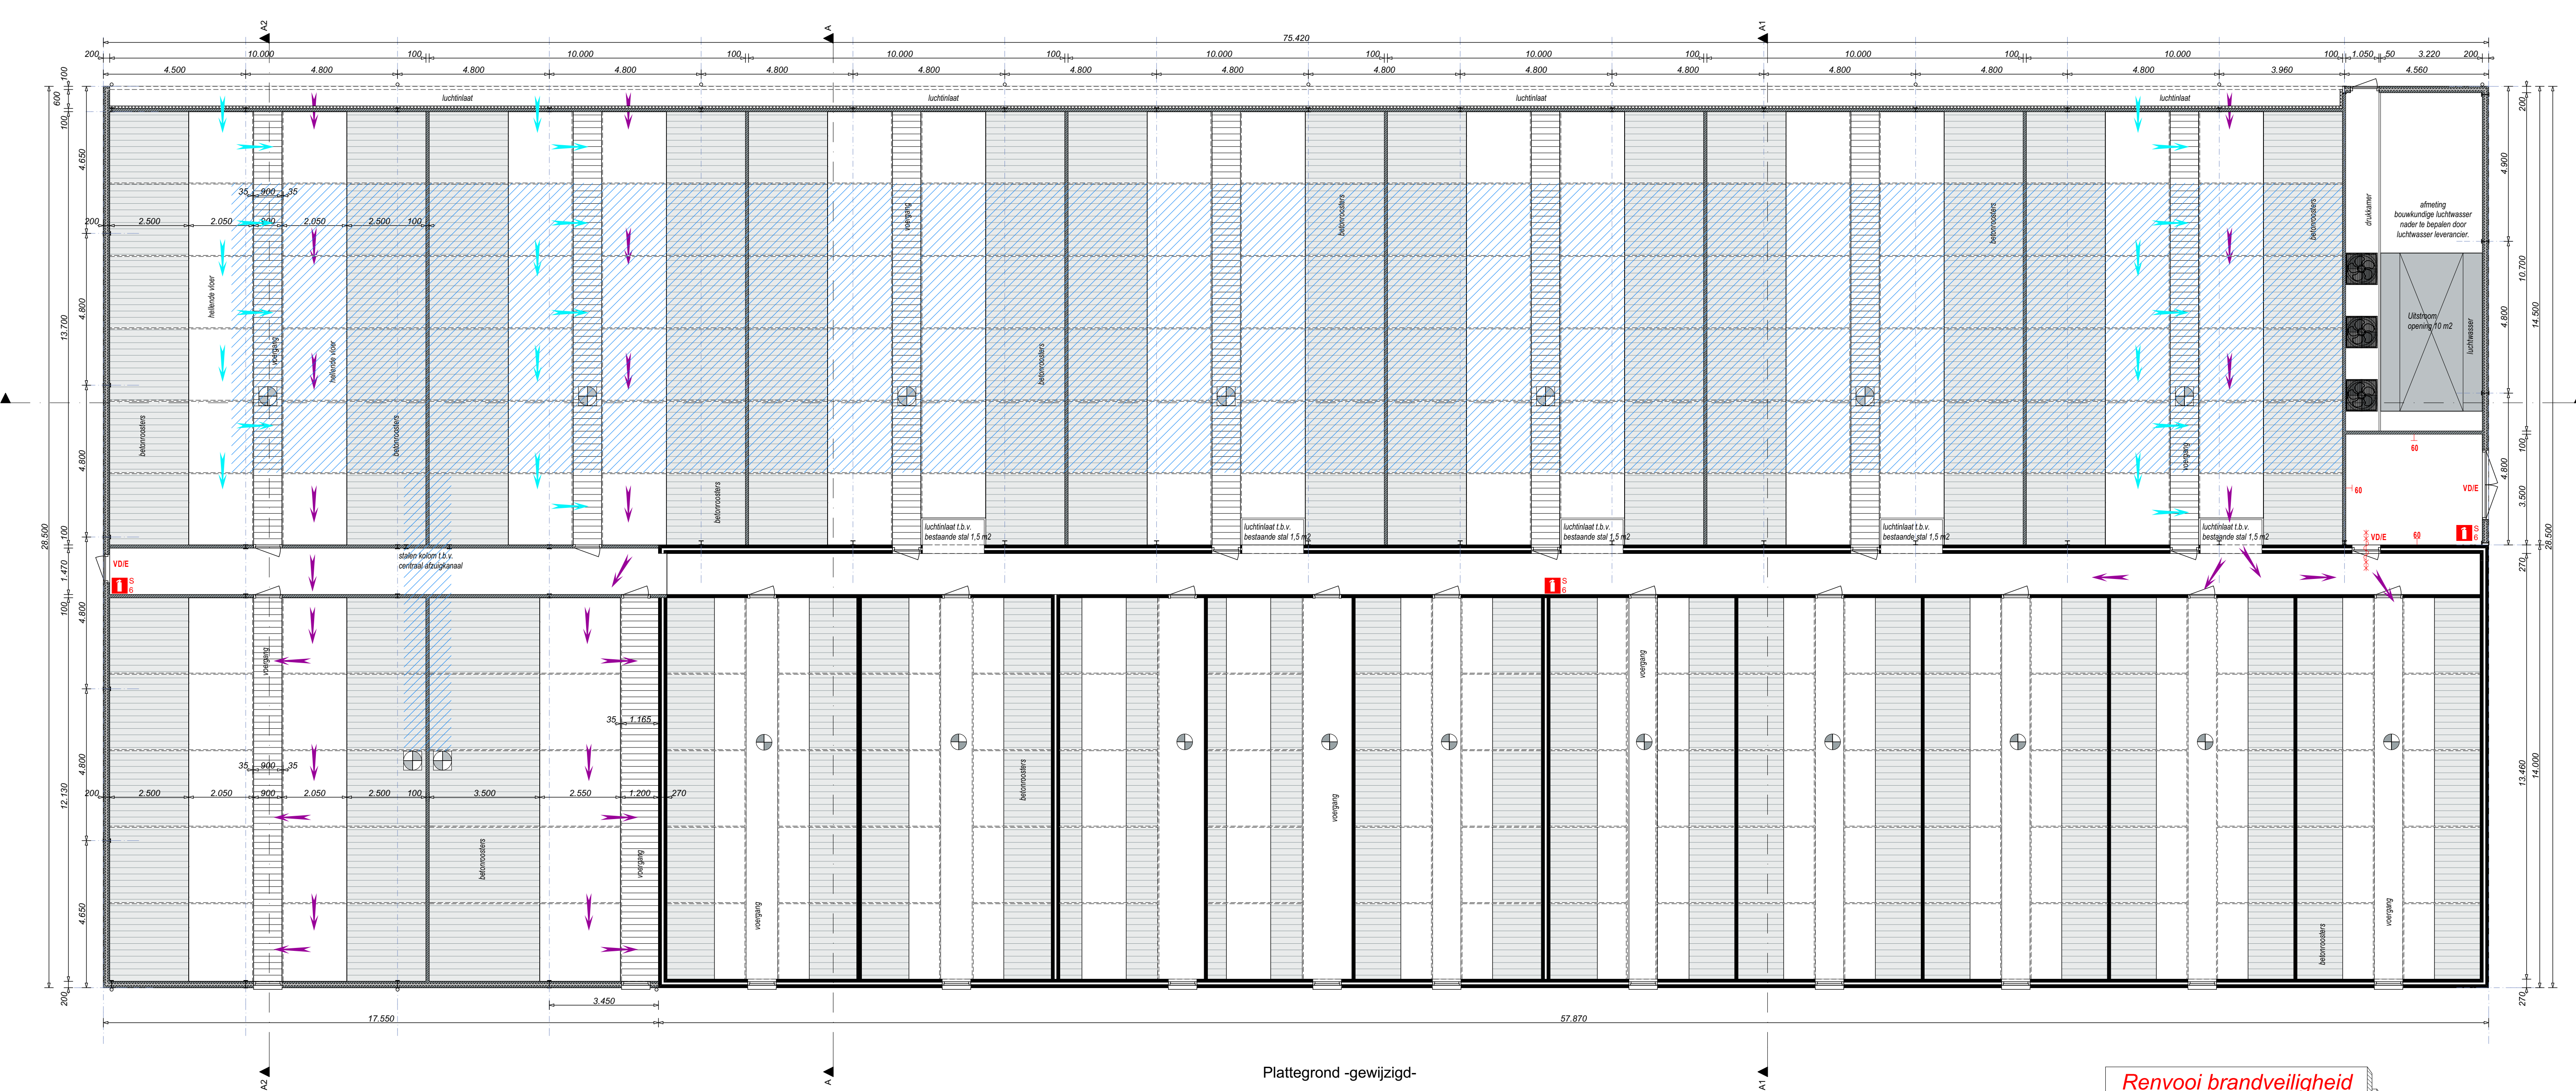 A2
A
A1
75.420
200
10.000
100
10.000
100
10.000
100
10.000
100
10.000
100
10.000
100
10.000
100
1.050
50
3.220
200
4.500
4.800
4.800
4.800
4.800
4.800
4.800
4.800
4.800
4.800
4.800
4.800
4.800
4.800
3.960
4.560
luchtinlaat
luchtinlaat
luchtinlaat
luchtinlaat
100
600
100
4.650
200
4.800
13.700
4.800
100
28.500
1.470
100
4.800
4.800
12.130
4.650
200
35
900
35
200
2.500
2.050
900
2.050
2.500
100
hellende vloer
voergang
hellende vloer
betonroosters
betonroosters
betonroosters
voergang
betonroosters
betonroosters
betonroosters
voergang
betonroosters
drukkamer
afmeting
bouwkundige luchtwasser
nader te bepalen door
luchtwasser leverancier.
Uitstroom
opening 10 m2
luchtwasser
200
4.900
10.700
4.800
14.500
100
4.800
3.500
270
28.500
13.460
14.000
270
60
60
VD/E
VD/E
60
S
6
luchtinlaat t.b.v.
bestaande stal 1,5 m2
luchtinlaat t.b.v.
bestaande stal 1,5 m2
luchtinlaat t.b.v.
bestaande stal 1,5 m2
luchtinlaat t.b.v.
bestaande stal 1,5 m2
luchtinlaat t.b.v.
bestaande stal 1,5 m2
stalen kolom t.b.v.
centraal afzuigkanaal
VD/E
S
6
S
6
voergang
35
1.165
35
900
35
200
2.500
2.050
900
2.050
2.500
100
3.500
2.550
1.200
270
betonroosters
voergang
voergang
betonroosters
voergang
voergang
betonroosters
voergang
3.450
17.550
57.870
A2
A
A1
Plattegrond -gewijzigd-
Renvooi brandveiligheid